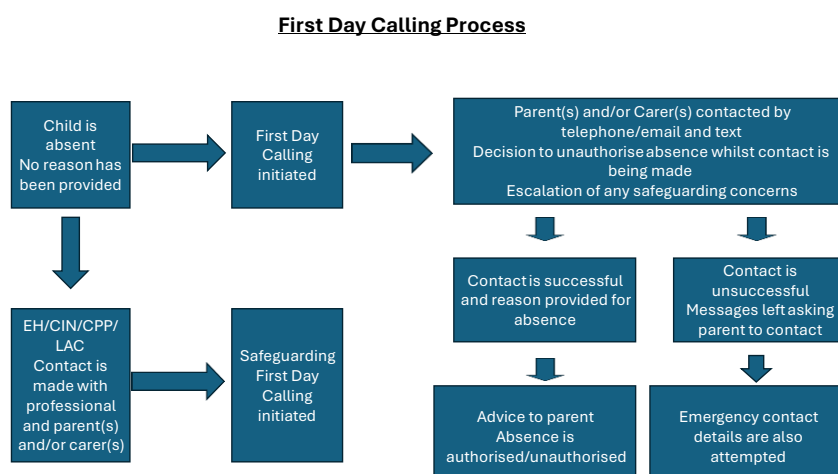 First Day Calling Process
Child is
absent
No reason has
been provided
First Day
Calling
initiated
Parent(s) and/or Carer(s) contacted by
telephone/email and text
Decision to unauthorise absence whilst contact is
being made
Escalation of any safeguarding concerns
Contact is successful
and reason provided for
absence
Contact is
unsuccessful
Messages left asking
parent to contact
EH/CIN/CPP/
LAC
Contact is
made with
professional
and parent(s)
and/or carer(s)
Safeguarding
First Day
Calling
initiated
Advice to parent
Absence is
authorised/unauthorised
Emergency contact
details are also
attempted